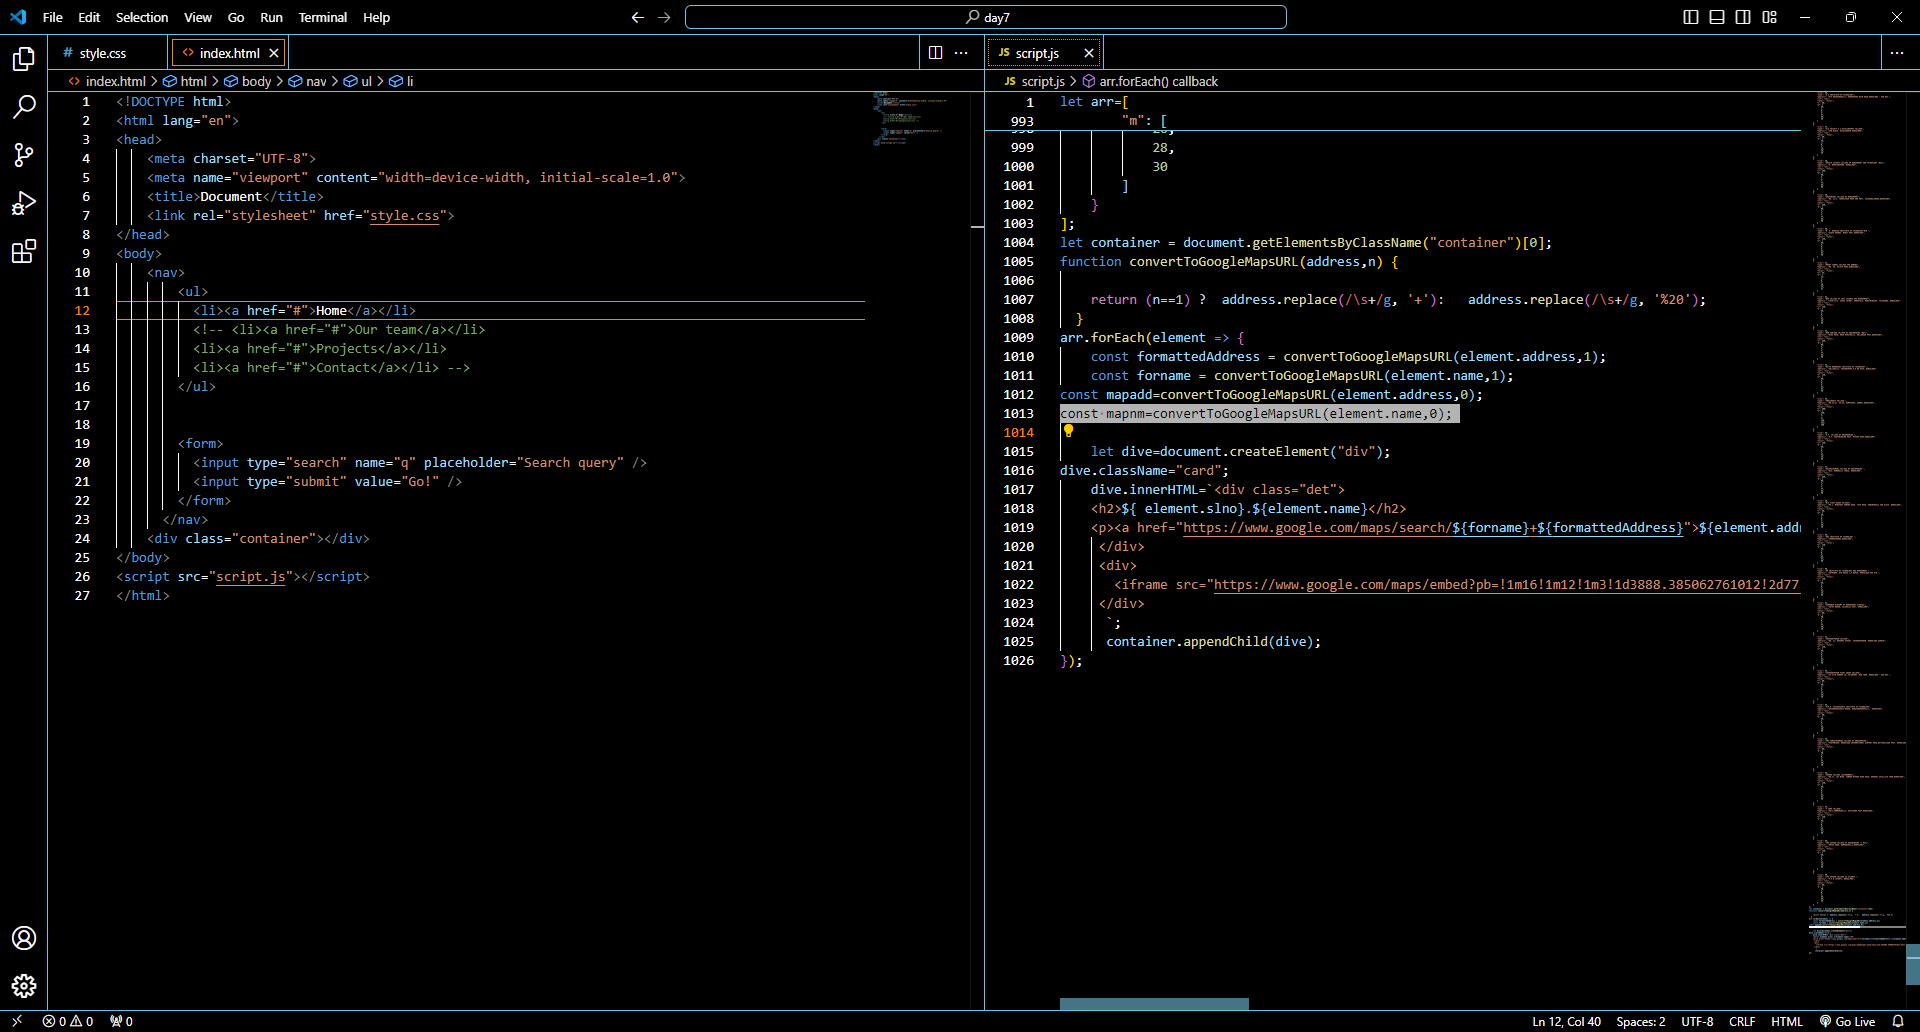 File Edit Selection View Go Run Terminal Help
day7
# style.css
<> index.html
<> index.html > html > body > nav > ul > li
1 <!DOCTYPE html>
2 <html lang="en">
3 <head>
4 <meta charset="UTF-8">
5 <meta name="viewport" content="width=device-width, initial-scale=1.0">
6 <title>Document</title>
7 <link rel="stylesheet" href="style.css">
8 </head>
9 <body>
10 <nav>
11 <ul>
12 <li><a href="#">Home</a></li>
13 <!-- <li><a href="#">Our team</a></li>
14 <li><a href="#">Projects</a></li>
15 <li><a href="#">Contact</a></li> -->
16 </ul>
17
18
19 <form>
20 <input type="search" name="q" placeholder="Search query" />
21 <input type="submit" value="Go!" />
22 </form>
23 </nav>
24 <div class="container"></div>
25 </body>
26 <script src="script.js"></script>
27 </html>
JS script.js
JS script.js > arr.forEach() callback
1 let arr=[
993 "m": [
999 28,
1000 30
1001 ]
1002 }
1003 ];
1004 let container = document.getElementsByClassName("container")[0];
1005 function convertToGoogleMapsURL(address,n) {
1006
1007 return (n==1) ?  address.replace(/\s+/g, '+'):   address.replace(/\s+/g, '%20');
1008 }
1009 arr.forEach(element => {
1010 const formattedAddress = convertToGoogleMapsURL(element.address,1);
1011 const forname = convertToGoogleMapsURL(element.name,1);
1012 const mapadd=convertToGoogleMapsURL(element.address,0);
1013 const mapnm=convertToGoogleMapsURL(element.name,0);
1014
1015 let dive=document.createElement("div");
1016 dive.className="card";
1017 dive.innerHTML=`<div class="det">
1018 <h2>${ element.slno}.${element.name}</h2>
1019 <p><a href="https://www.google.com/maps/search/${forname}+${formattedAddress}">${element.addr
1020 </div>
1021 <div>
1022 <iframe src="https://www.google.com/maps/embed?pb=!1m16!1m12!1m3!1d3888.385062761012!2d77
1023 </div>
1024 `;
1025 container.appendChild(dive);
1026 });
0 0 0
Ln 12, Col 40 Spaces: 2 UTF-8 CRLF HTML Go Live